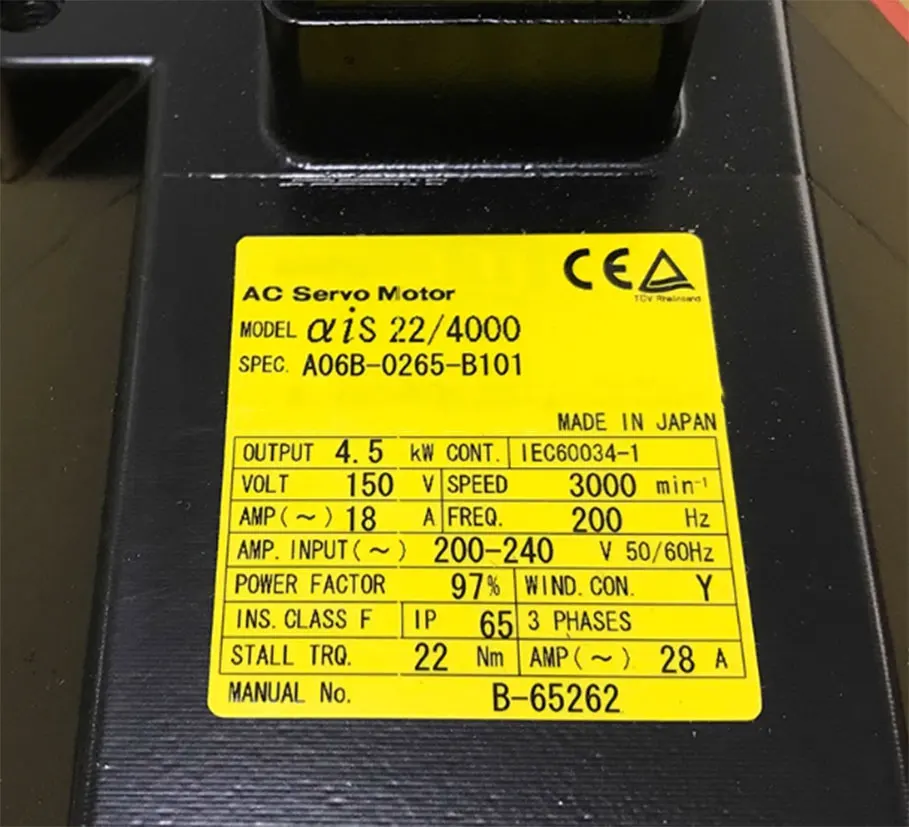 CE
TÜV Rheinland
AC Servo Motor
MODEL αiS 22/4000
SPEC. A06B-0265-B101
MADE IN JAPAN
OUTPUT 4.5 kW CONT. IEC60034-1
VOLT 150 V SPEED 3000 min⁻¹
AMP(~) 18 A FREQ. 200 Hz
AMP. INPUT(~) 200-240 V 50/60Hz
POWER FACTOR 97% WIND. CON. Y
INS. CLASS F IP 65 3 PHASES
STALL TRQ. 22 Nm AMP(~) 28 A
MANUAL No. B-65262